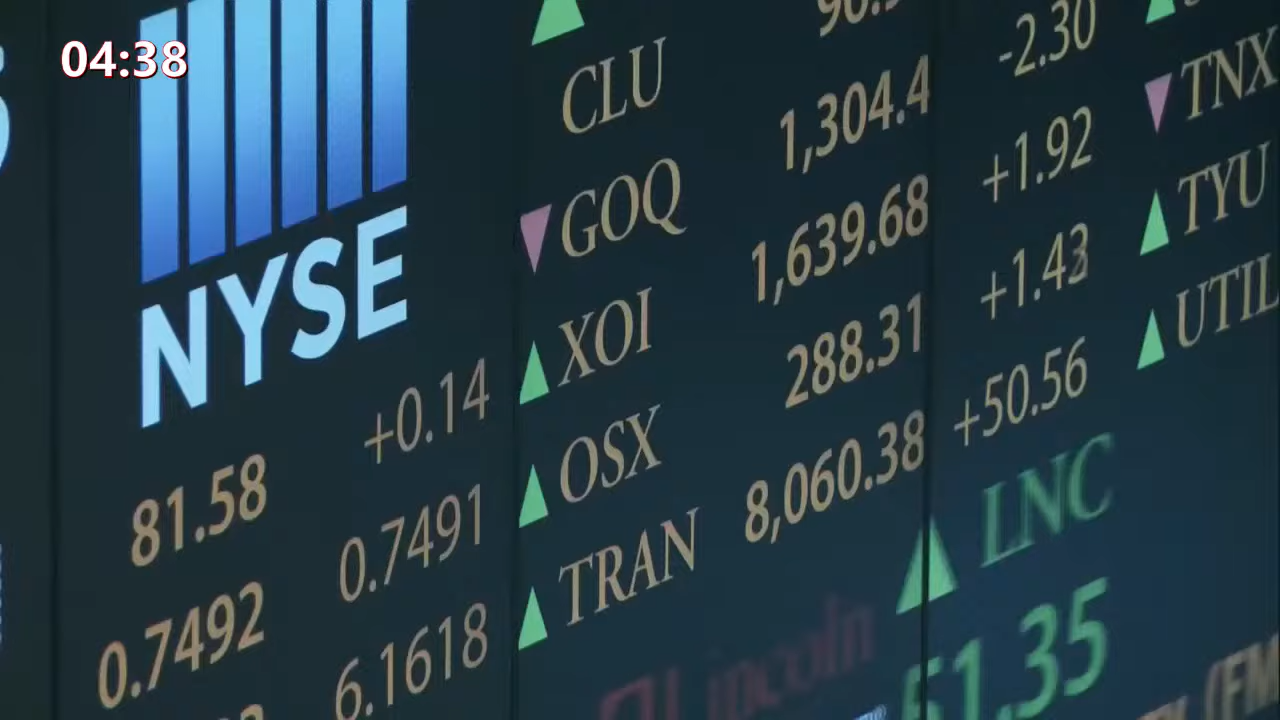 04:38
NYSE
+0.14
81.58
0.7491
0.7492
6.1618
CLU
GOQ
1,304.4
XOI
1,639.68
OSX
288.31
TRAN
8,060.38
-2.30
+1.92
+1.43
+50.56
TNX
TYU
UTIL
LNC
51.35
Lincoln